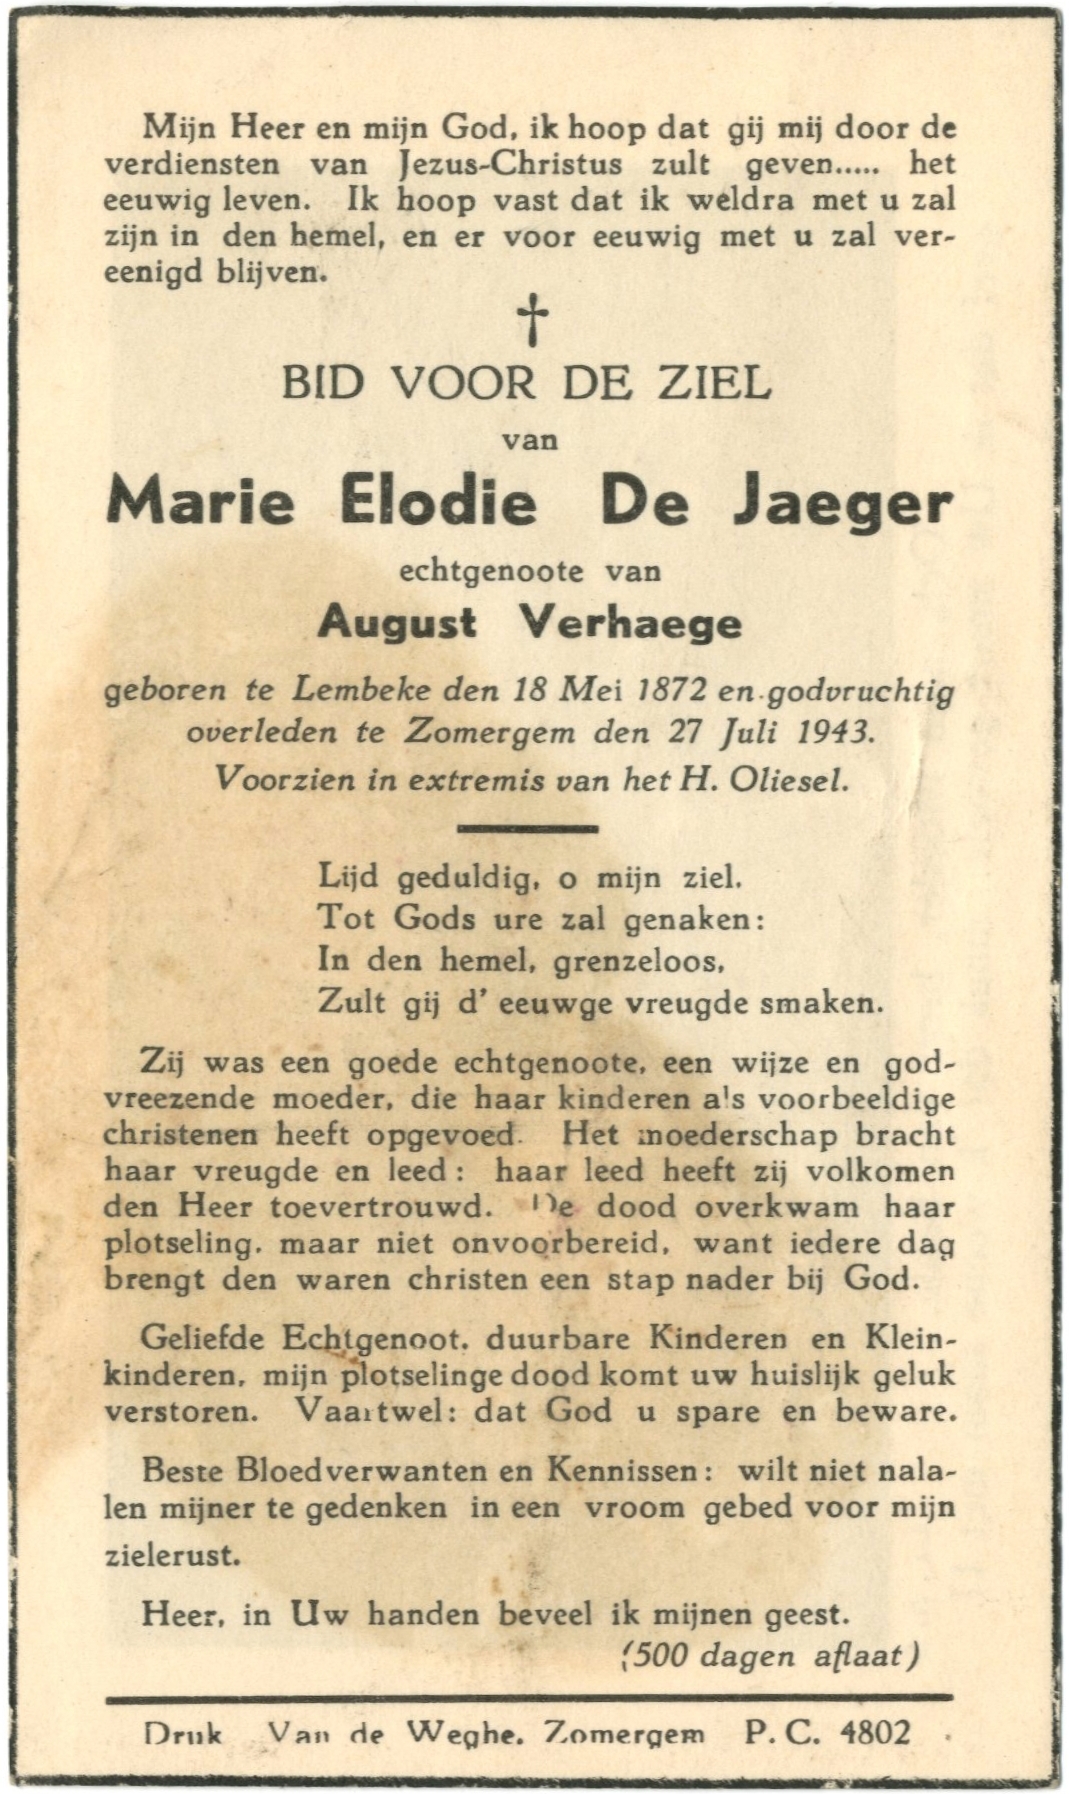 Mijn Heer en mijn God, ik hoop dat gij mij door de
verdiensten van Jezus-Christus zult geven..... het
eeuwig leven. Ik hoop vast dat ik weldra met u zal
zijn in den hemel, en er voor eeuwig met u zal ver-
eenigd blijven.
†
BID VOOR DE ZIEL
van
Marie Elodie De Jaeger
echtgenoote van
August Verhaege
geboren te Lembeke den 18 Mei 1872 en godvruchtig
overleden te Zomergem den 27 Juli 1943.
Voorzien in extremis van het H. Oliesel.
Lijd geduldig, o mijn ziel.
Tot Gods ure zal genaken:
In den hemel, grenzeloos,
Zult gij d' eeuwge vreugde smaken.
Zij was een goede echtgenoote, een wijze en god-
vreezende moeder, die haar kinderen a's voorbeeldige
christenen heeft opgevoed. Het moederschap bracht
haar vreugde en leed: haar leed heeft zij volkomen
den Heer toevertrouwd. De dood overkwam haar
plotseling. maar niet onvoorbereid, want iedere dag
brengt den waren christen een stap nader bij God.
Geliefde Echtgenoot. duurbare Kinderen en Klein-
kinderen, mijn plotselinge dood komt uw huislijk geluk
verstoren. Vaartwel: dat God u spare en beware.
Beste Bloedverwanten en Kennissen: wilt niet nala-
len mijner te gedenken in een vroom gebed voor mijn
zielerust.
Heer, in Uw handen beveel ik mijnen geest.
(500 dagen aflaat)
Druk Van de Weghe. Zomergem P. C. 4802